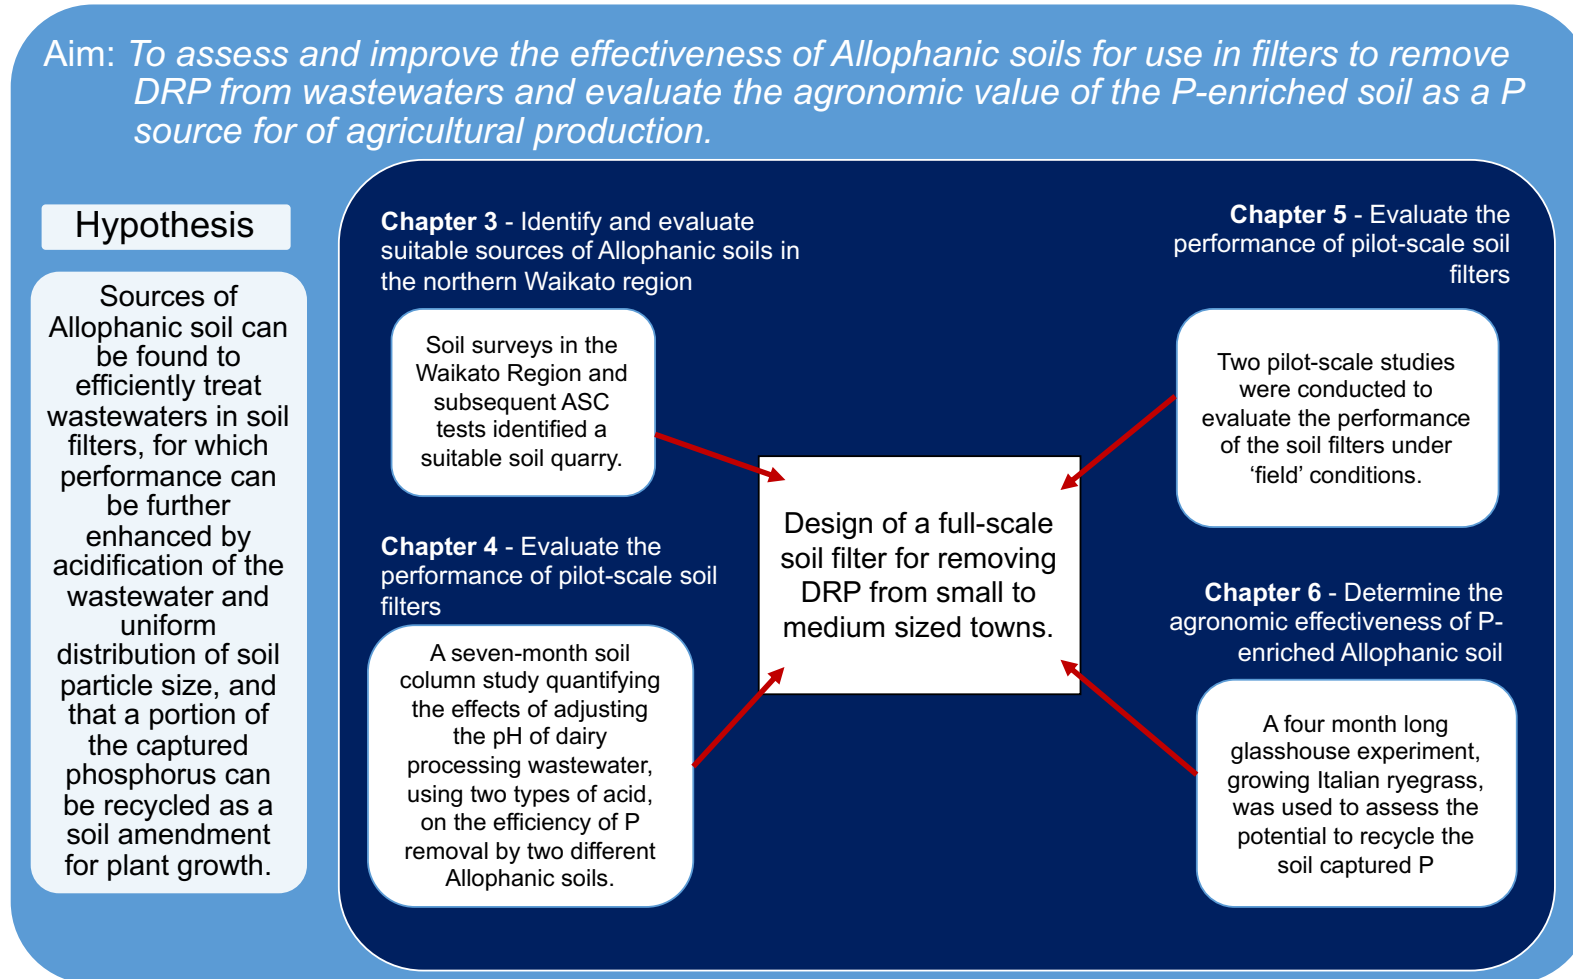 Aim: To assess and improve the effectiveness of Allophanic soils for use in filters to remove
DRP from wastewaters and evaluate the agronomic value of the P-enriched soil as a P
source for of agricultural production.
Hypothesis
Sources of
Allophanic soil can
be found to
efficiently treat
wastewaters in soil
filters, for which
performance can
be further
enhanced by
acidification of the
wastewater and
uniform
distribution of soil
particle size, and
that a portion of
the captured
phosphorus can
be recycled as a
soil amendment
for plant growth.
Chapter 3 - Identify and evaluate
suitable sources of Allophanic soils in
the northern Waikato region
Soil surveys in the
Waikato Region and
subsequent ASC
tests identified a
suitable soil quarry.
Chapter 4 - Evaluate the
performance of pilot-scale soil
filters
A seven-month soil
column study quantifying
the effects of adjusting
the pH of dairy
processing wastewater,
using two types of acid,
on the efficiency of P
removal by two different
Allophanic soils.
Design of a full-scale
soil filter for removing
DRP from small to
medium sized towns.
Chapter 5 - Evaluate the
performance of pilot-scale soil
filters
Two pilot-scale studies
were conducted to
evaluate the performance
of the soil filters under
‘field’ conditions.
Chapter 6 - Determine the
agronomic effectiveness of P-
enriched Allophanic soil
A four month long
glasshouse experiment,
growing Italian ryegrass,
was used to assess the
potential to recycle the
soil captured P